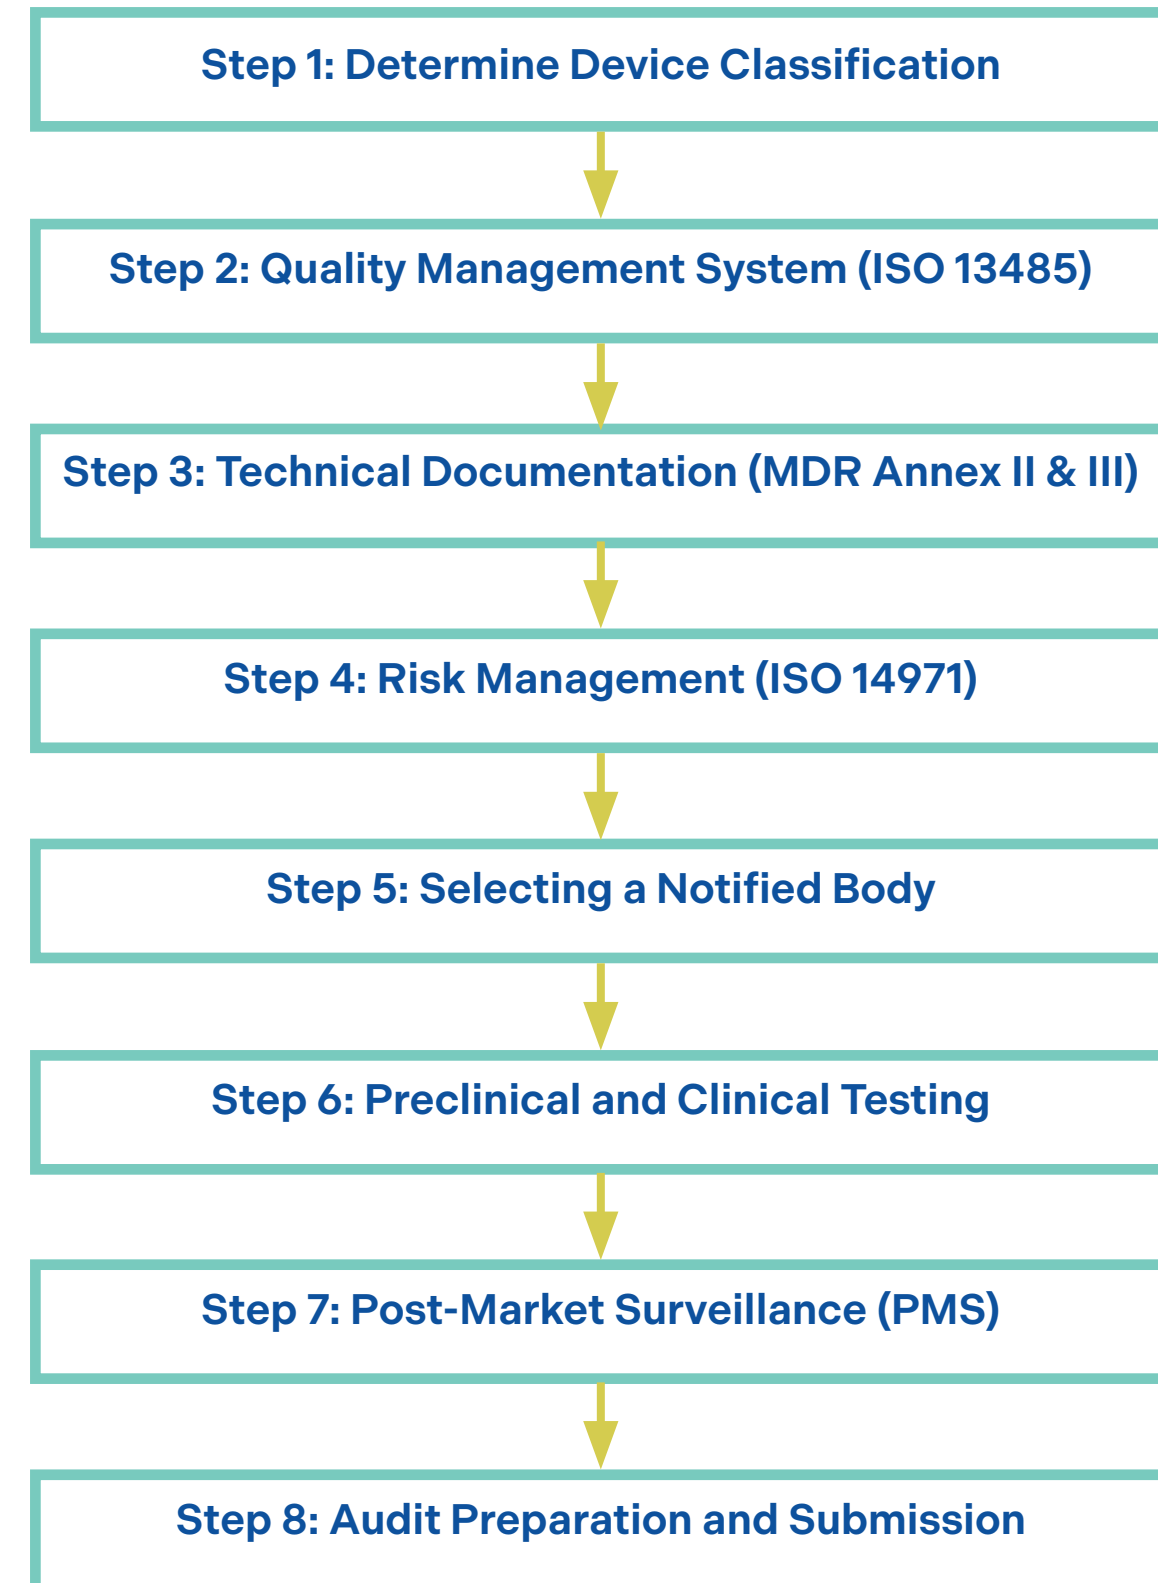 Step 1: Determine Device Classification
Step 2: Quality Management System (ISO 13485)
Step 3: Technical Documentation (MDR Annex II & III)
Step 4: Risk Management (ISO 14971)
Step 5: Selecting a Notified Body
Step 6: Preclinical and Clinical Testing
Step 7: Post-Market Surveillance (PMS)
Step 8: Audit Preparation and Submission